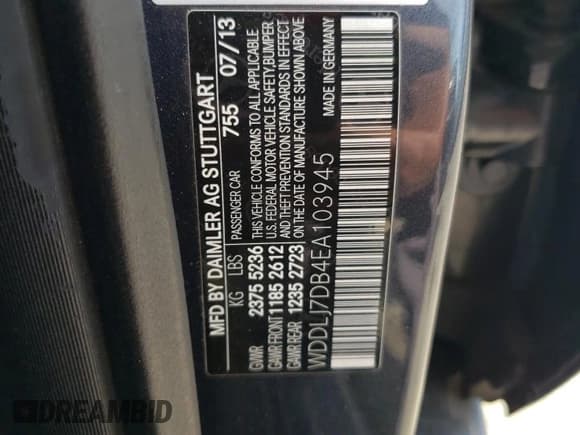 MFD BY DAIMLER AG STUTTGART
755 07/13
KG LBS PASSENGER CAR
GVWR 2375 5236 THIS VEHICLE CONFORMS TO ALL APPLICABLE
GAWR FRONT 1185 2612 U.S. FEDERAL MOTOR VEHICLE SAFETY, BUMPER
GAWR REAR 1235 2723 AND THEFT PREVENTION STANDARDS IN EFFECT
ON THE DATE OF MANUFACTURE SHOWN ABOVE
WDDLJ7DB4EA103945 MADE IN GERMANY
DREAMBID